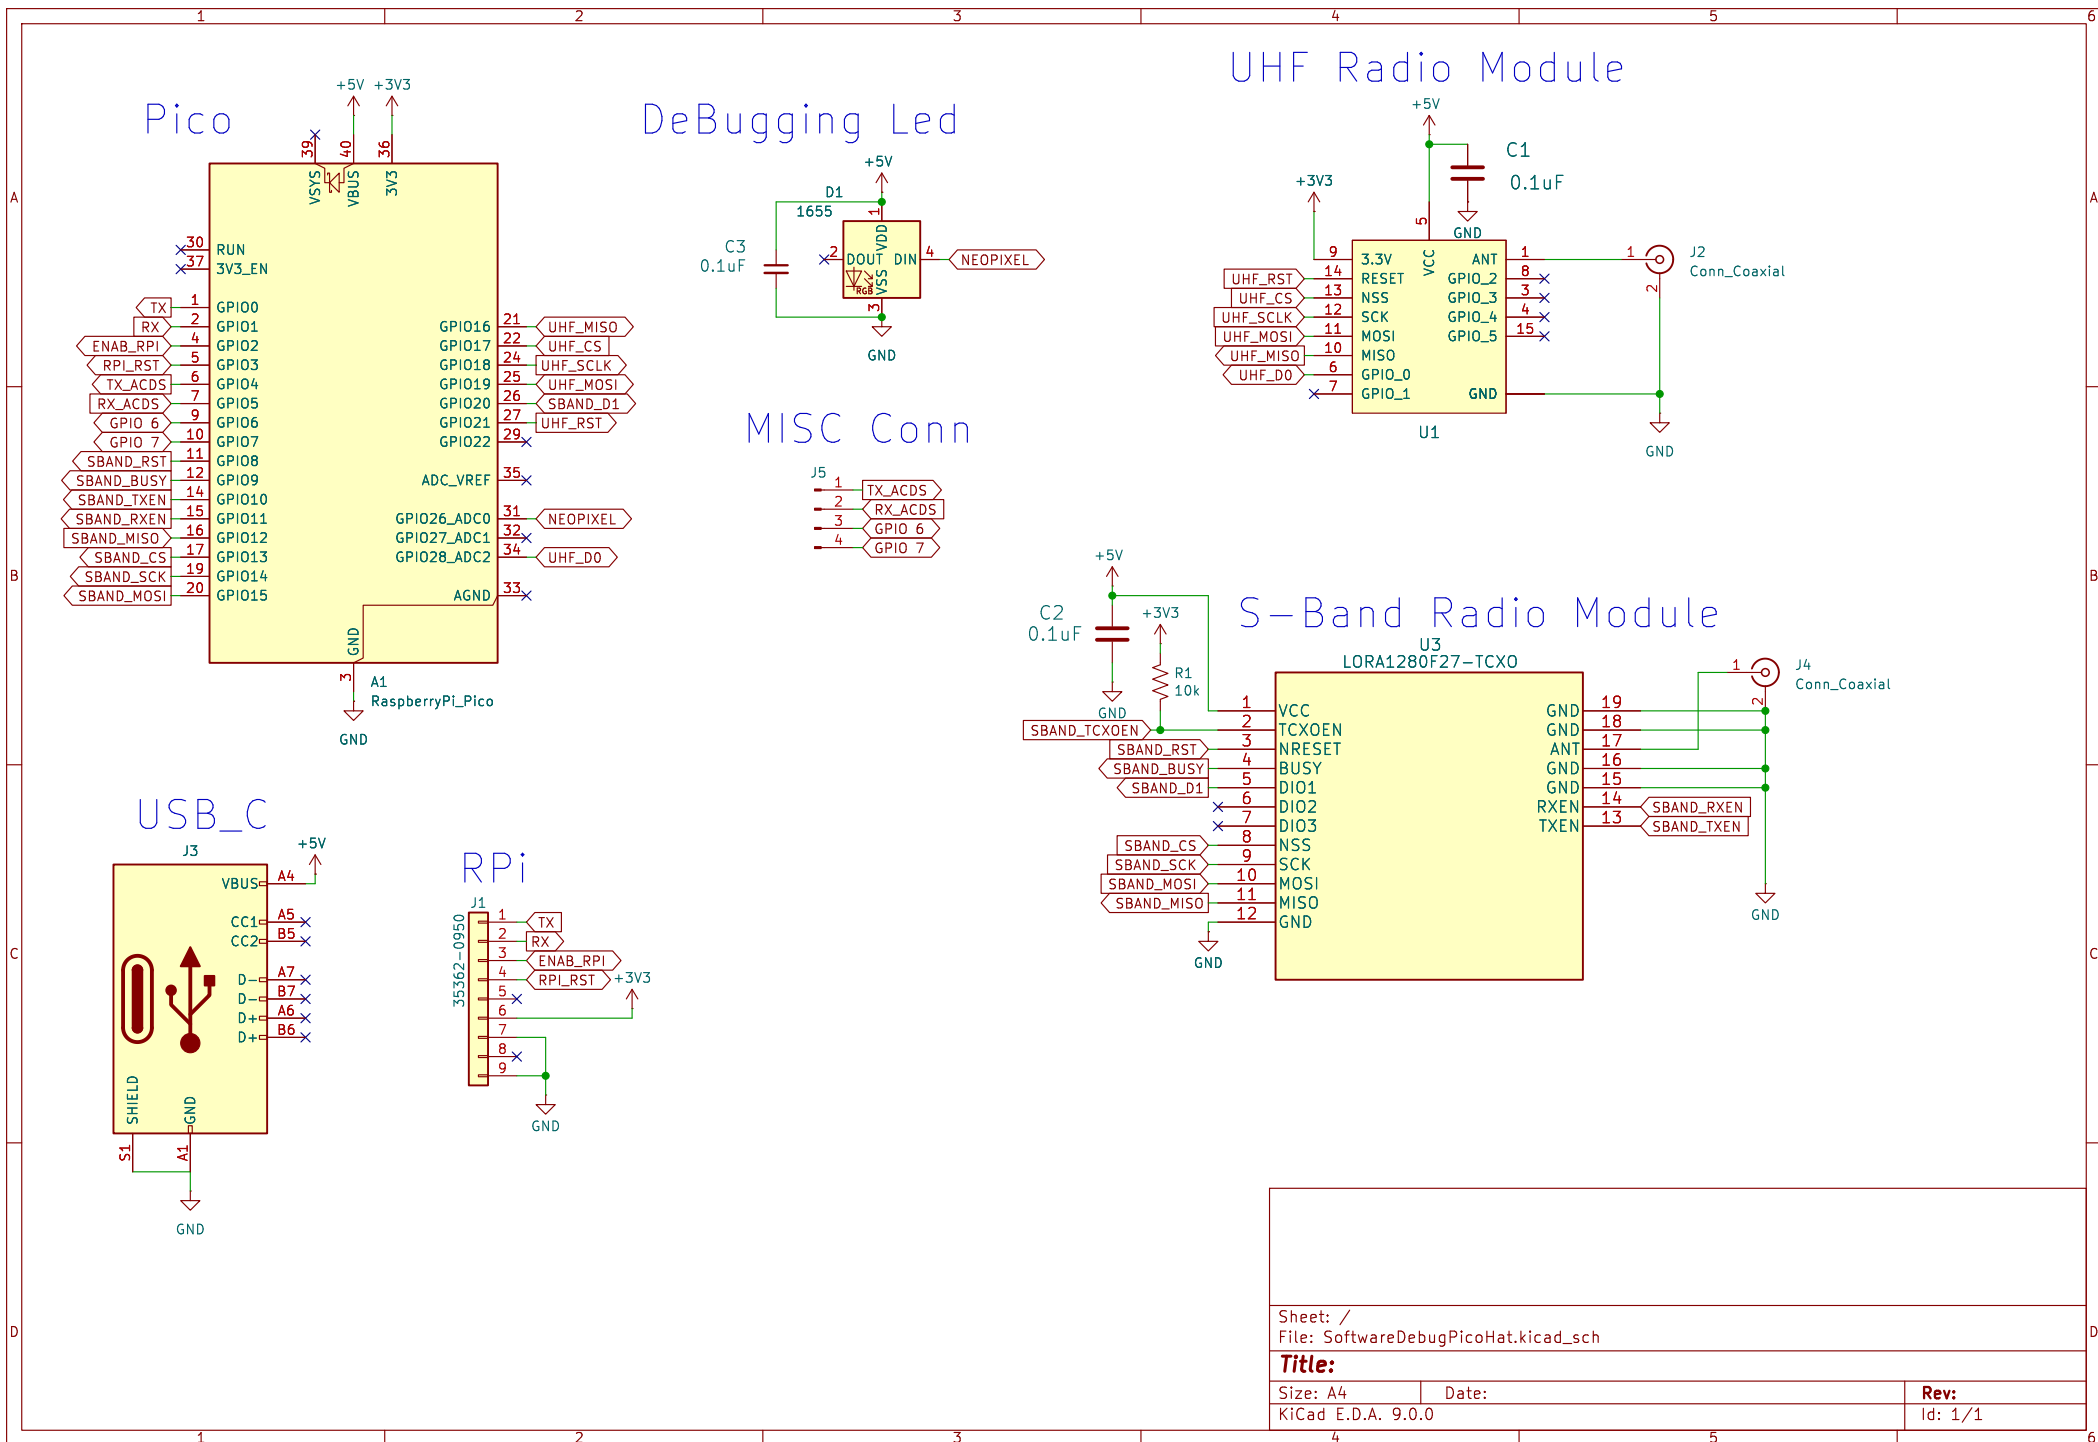 1 2 3 4 5 6
A
B
C
D
Pico
+5V +3V3
39 40 36
VSYS VBUS 3V3
30 RUN
37 3V3_EN
TX 1 GPIO0
RX 2 GPIO1
ENAB_RPI 4 GPIO2
RPI_RST 5 GPIO3
TX_ACDS 6 GPIO4
RX_ACDS 7 GPIO5
GPIO 6 9 GPIO6
GPIO 7 10 GPIO7
SBAND_RST 11 GPIO8
SBAND_BUSY 12 GPIO9
SBAND_TXEN 14 GPIO10
SBAND_RXEN 15 GPIO11
SBAND_MISO 16 GPIO12
SBAND_CS 17 GPIO13
SBAND_SCK 19 GPIO14
SBAND_MOSI 20 GPIO15
GPIO16 21 UHF_MISO
GPIO17 22 UHF_CS
GPIO18 24 UHF_SCLK
GPIO19 25 UHF_MOSI
GPIO20 26 SBAND_D1
GPIO21 27 UHF_RST
GPIO22 29
ADC_VREF 35
GPIO26_ADC0 31 NEOPIXEL
GPIO27_ADC1 32
GPIO28_ADC2 34 UHF_D0
AGND 33
GND
3
A1
RaspberryPi_Pico
GND
DeBugging Led
+5V
D1
1655
1
VDD
C3
0.1uF
2 DOUT DIN 4 NEOPIXEL
RGB
VSS
3
GND
MISC Conn
J5
1 TX_ACDS
2 RX_ACDS
3 GPIO 6
4 GPIO 7
UHF Radio Module
+5V
C1
0.1uF
GND
+3V3
5
VCC
9 3.3V
UHF_RST 14 RESET
UHF_CS 13 NSS
UHF_SCLK 12 SCK
UHF_MOSI 11 MOSI
UHF_MISO 10 MISO
UHF_D0 6 GPIO_0
7 GPIO_1
ANT 1
GPIO_2 8
GPIO_3 3
GPIO_4 4
GPIO_5 15
GND
U1
1 J2
Conn_Coaxial
2
GND
S-Band Radio Module
U3
LORA1280F27-TCXO
+5V
C2
0.1uF
GND
+3V3
R1
10k
1 VCC
SBAND_TCXOEN 2 TCXOEN
SBAND_RST 3 NRESET
SBAND_BUSY 4 BUSY
SBAND_D1 5 DIO1
6 DIO2
7 DIO3
SBAND_CS 8 NSS
SBAND_SCK 9 SCK
SBAND_MOSI 10 MOSI
SBAND_MISO 11 MISO
12 GND
GND
GND 19
GND 18
ANT 17
GND 16
GND 15
RXEN 14 SBAND_RXEN
TXEN 13 SBAND_TXEN
1 J4
Conn_Coaxial
2
GND
USB_C
J3
+5V
VBUS A4
CC1 A5
CC2 B5
D- A7
D- B7
D+ A6
D+ B6
SHIELD GND
S1 A1
GND
RPi
J1
35362-0950
1 TX
2 RX
3 ENAB_RPI
4 RPI_RST
5
6
7
8
9
+3V3
GND
Sheet: /
File: SoftwareDebugPicoHat.kicad_sch
Title:
Size: A4 Date: Rev:
KiCad E.D.A. 9.0.0 Id: 1/1
A
B
C
D
1 2 3 4 5 6